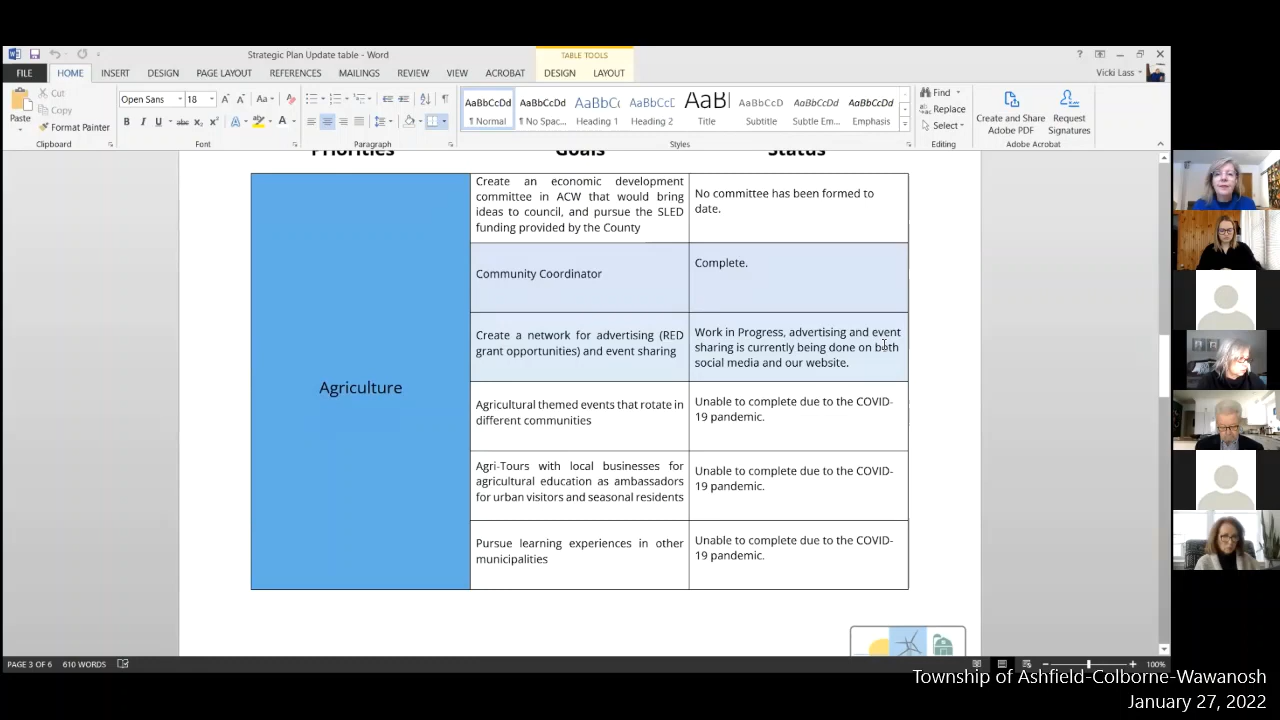 Strategic Plan Update table - Word
TABLE TOOLS
FILE HOME INSERT DESIGN PAGE LAYOUT REFERENCES MAILINGS REVIEW VIEW ACROBAT DESIGN LAYOUT
Vicki Lass
Paste
Cut
Copy
Format Painter
Clipboard
Open Sans 18
Font
Paragraph
AaBbCcDd AaBbCcDd AaBbC( AaBbCcC AaBl AaBbCcD AaBbCcDd AaBbCcDd
¶ Normal ¶ No Spac... Heading 1 Heading 2 Title Subtitle Subtle Em... Emphasis
Styles
Find
Replace
Select
Editing
Create and Share
Adobe PDF
Request
Signatures
Adobe Acrobat
Priorities Goals Status
Agriculture
Create an economic development
committee in ACW that would bring
ideas to council, and pursue the SLED
funding provided by the County
No committee has been formed to
date.
Community Coordinator
Complete.
Create a network for advertising (RED
grant opportunities) and event sharing
Work in Progress, advertising and event
sharing is currently being done on both
social media and our website.
Agricultural themed events that rotate in
different communities
Unable to complete due to the COVID-
19 pandemic.
Agri-Tours with local businesses for
agricultural education as ambassadors
for urban visitors and seasonal residents
Unable to complete due to the COVID-
19 pandemic.
Pursue learning experiences in other
municipalities
Unable to complete due to the COVID-
19 pandemic.
PAGE 3 OF 6 610 WORDS
100%
Township of Ashfield-Colborne-Wawanosh
January 27, 2022